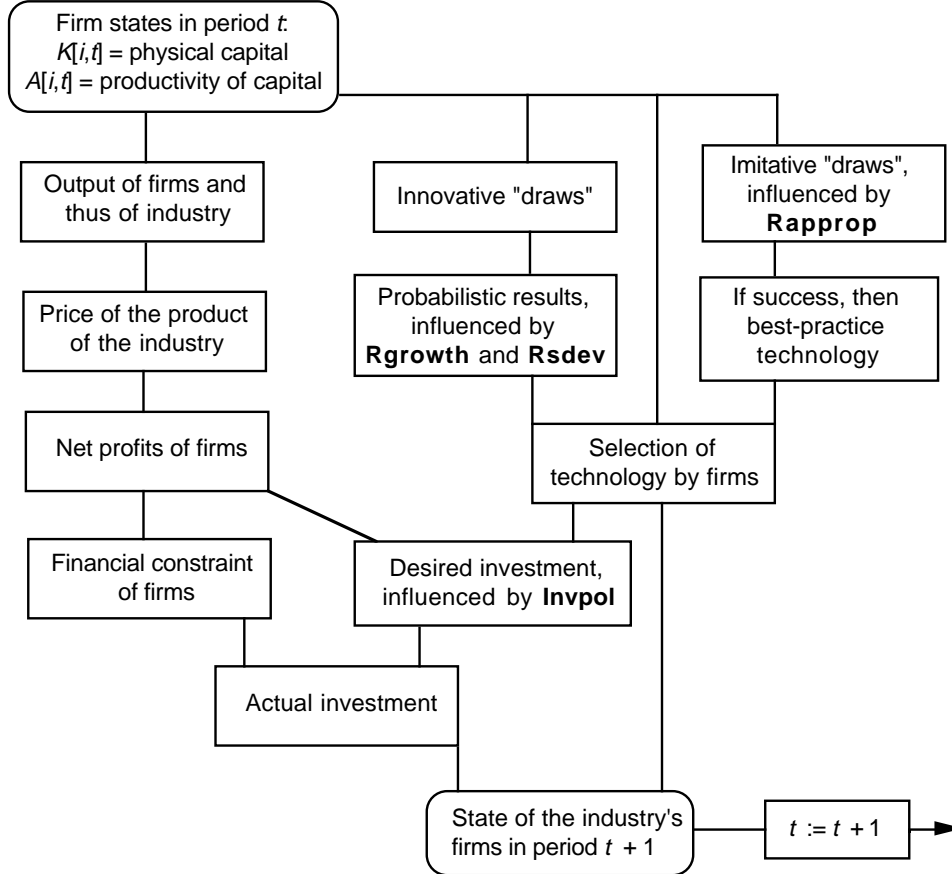 Firm states in period t:
K[i,t] = physical capital
A[i,t] = productivity of capital
Output of firms and
thus of industry
Innovative "draws"
Imitative "draws",
influenced by
Rapprop
Price of the product
of the industry
Probabilistic results,
influenced by
Rgrowth and Rsdev
If success, then
best-practice
technology
Net profits of firms
Selection of
technology by firms
Financial constraint
of firms
Desired investment,
influenced by Invpol
Actual investment
State of the industry's
firms in period t + 1
t := t + 1